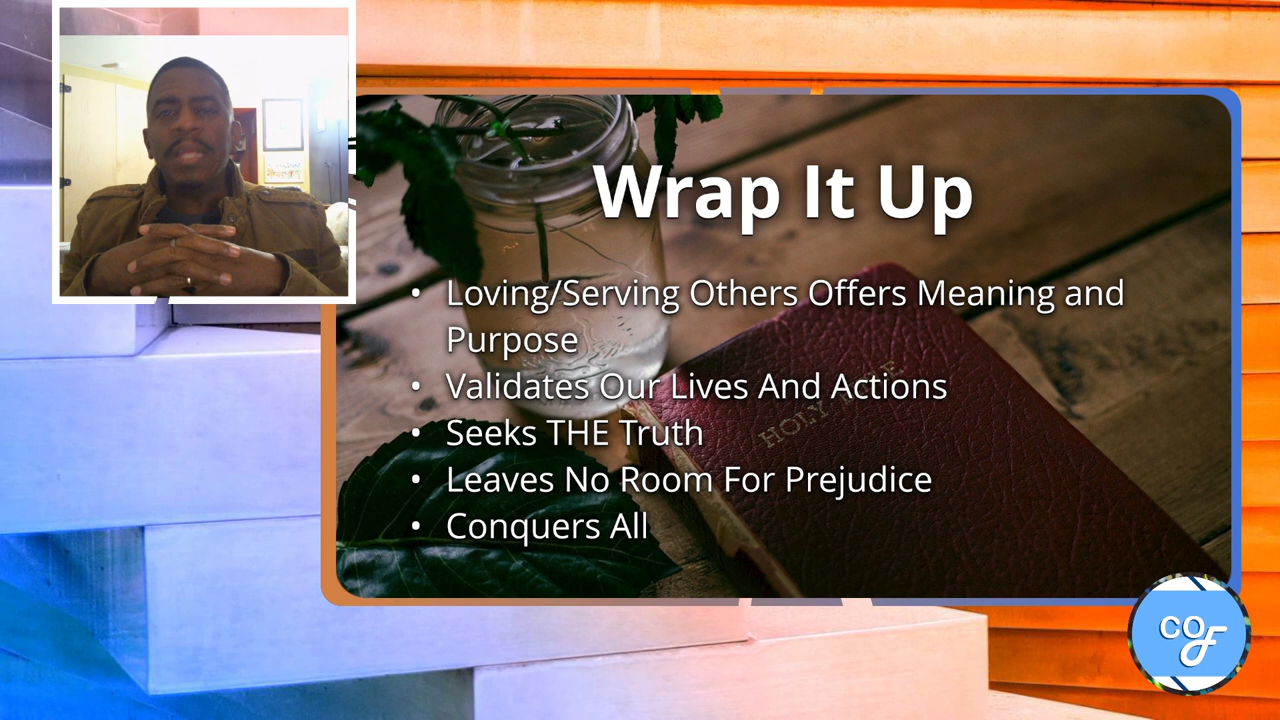 Wrap It Up
• Loving/Serving Others Offers Meaning and
Purpose
• Validates Our Lives And Actions
• Seeks THE Truth
• Leaves No Room For Prejudice
• Conquers All
HOLY
COF